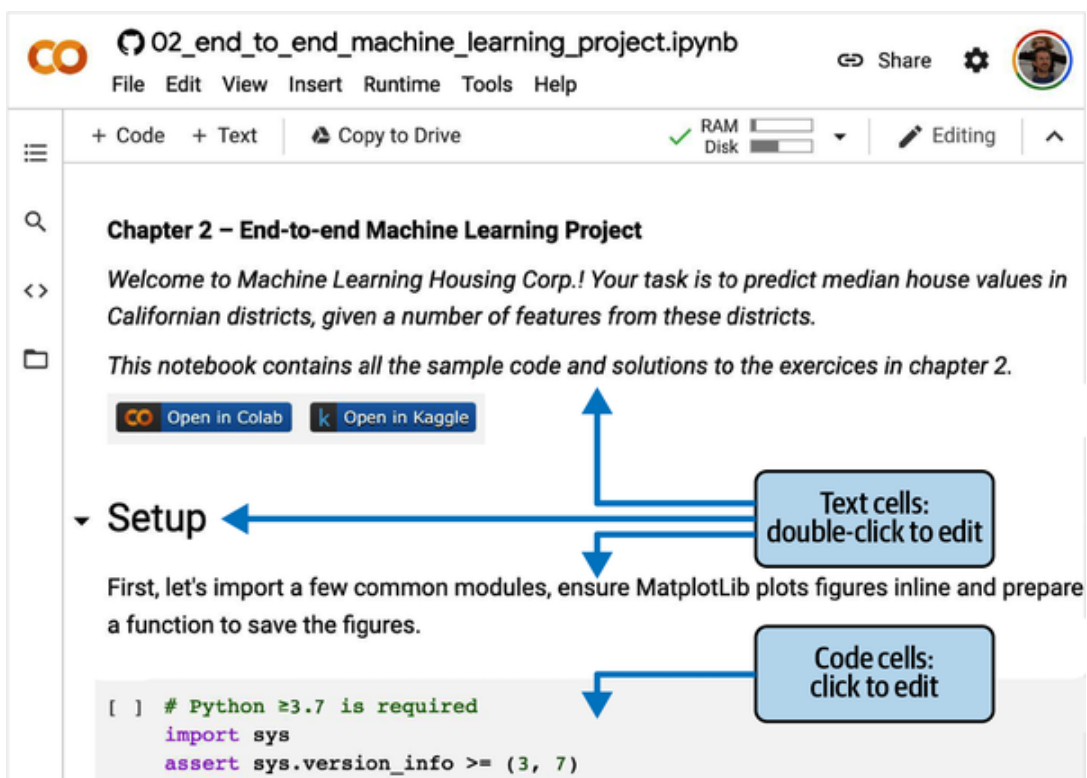 02_end_to_end_machine_learning_project.ipynb
Share
File Edit View Insert Runtime Tools Help
+ Code + Text Copy to Drive
RAM
Disk
Editing
Chapter 2 – End-to-end Machine Learning Project
Welcome to Machine Learning Housing Corp.! Your task is to predict median house values in
Californian districts, given a number of features from these districts.
This notebook contains all the sample code and solutions to the exercices in chapter 2.
CO Open in Colab k Open in Kaggle
Text cells:
double-click to edit
Setup
First, let's import a few common modules, ensure MatplotLib plots figures inline and prepare
a function to save the figures.
Code cells:
click to edit
[ ] # Python ≥3.7 is required
import sys
assert sys.version_info >= (3, 7)